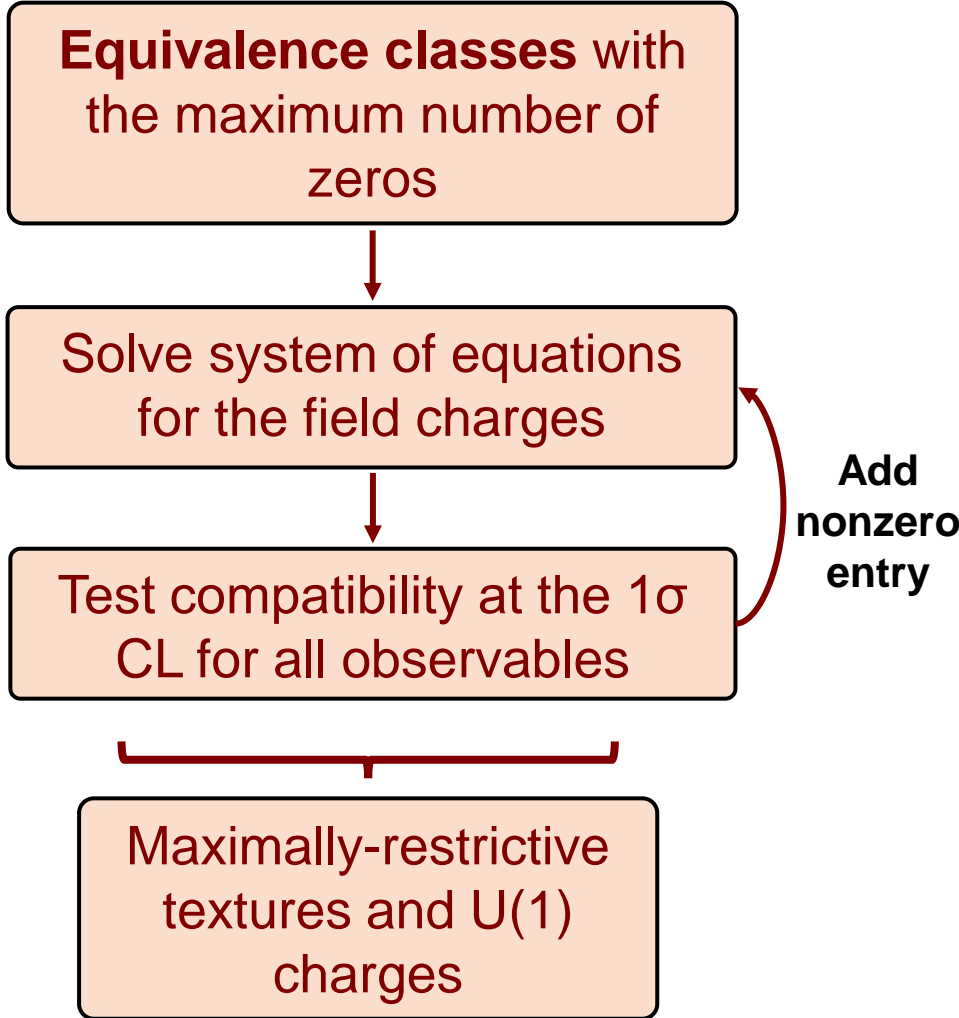 Equivalence classes with
the maximum number of
zeros
Solve system of equations
for the field charges
Add
nonzero
entry
Test compatibility at the 1σ
CL for all observables
Maximally-restrictive
textures and U(1)
charges